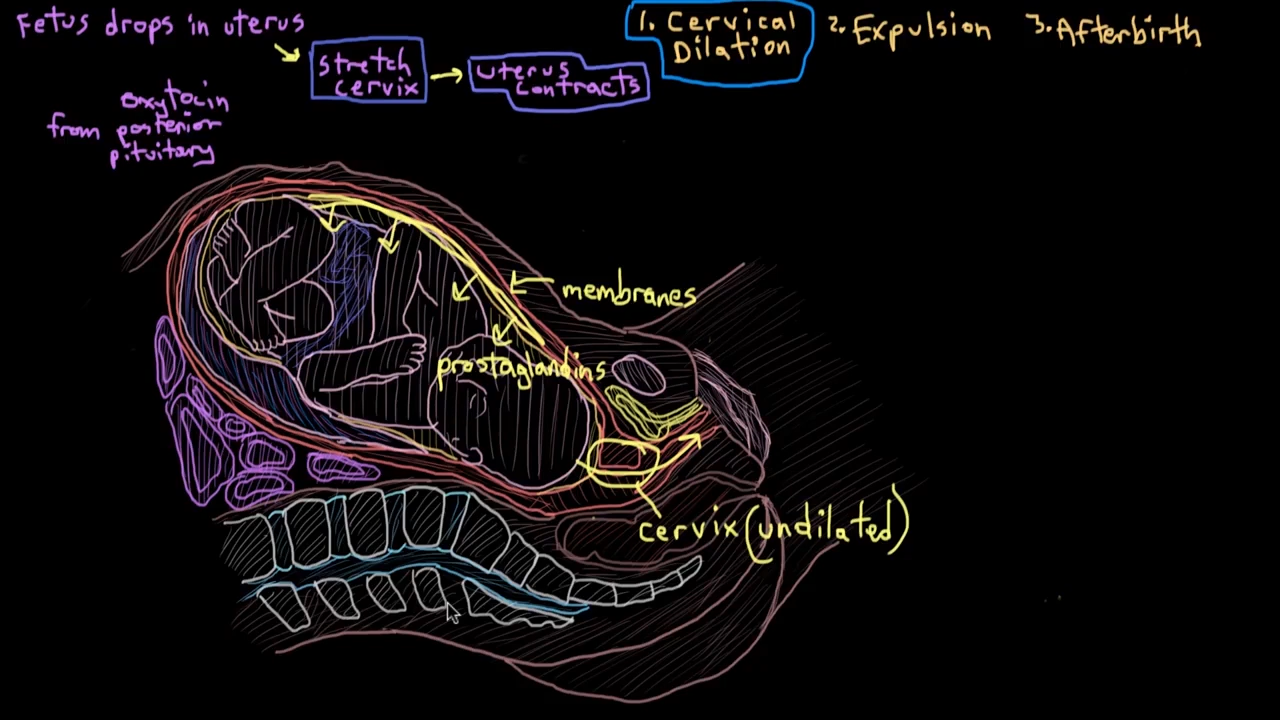 Fetus drops in uterus
stretch
cervix
uterus
contracts
1. Cervical
Dilation
2. Expulsion
3. Afterbirth
oxytocin
from posterior
pituitary
membranes
prostaglandins
cervix (undilated)